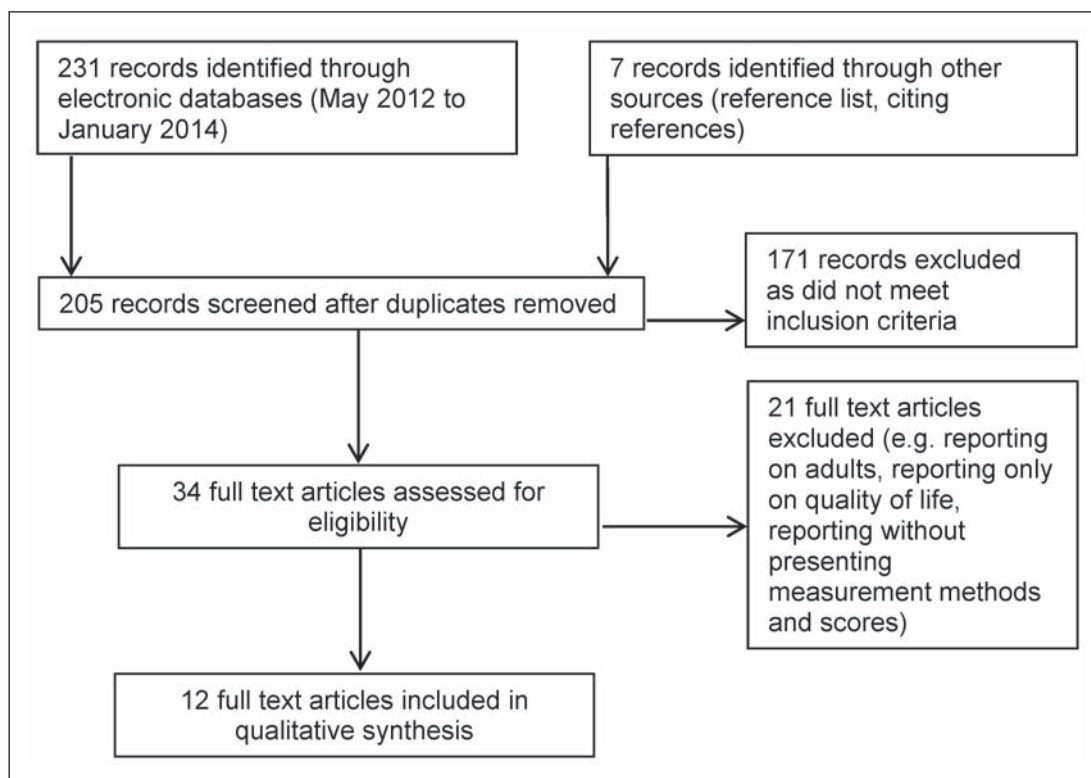 231 records identified through
electronic databases (May 2012 to
January 2014)
7 records identified through other
sources (reference list, citing
references)
205 records screened after duplicates removed
171 records excluded
as did not meet
inclusion criteria
34 full text articles assessed for
eligibility
21 full text articles
excluded (e.g. reporting
on adults, reporting only
on quality of life,
reporting without
presenting
measurement methods
and scores)
12 full text articles included in
qualitative synthesis